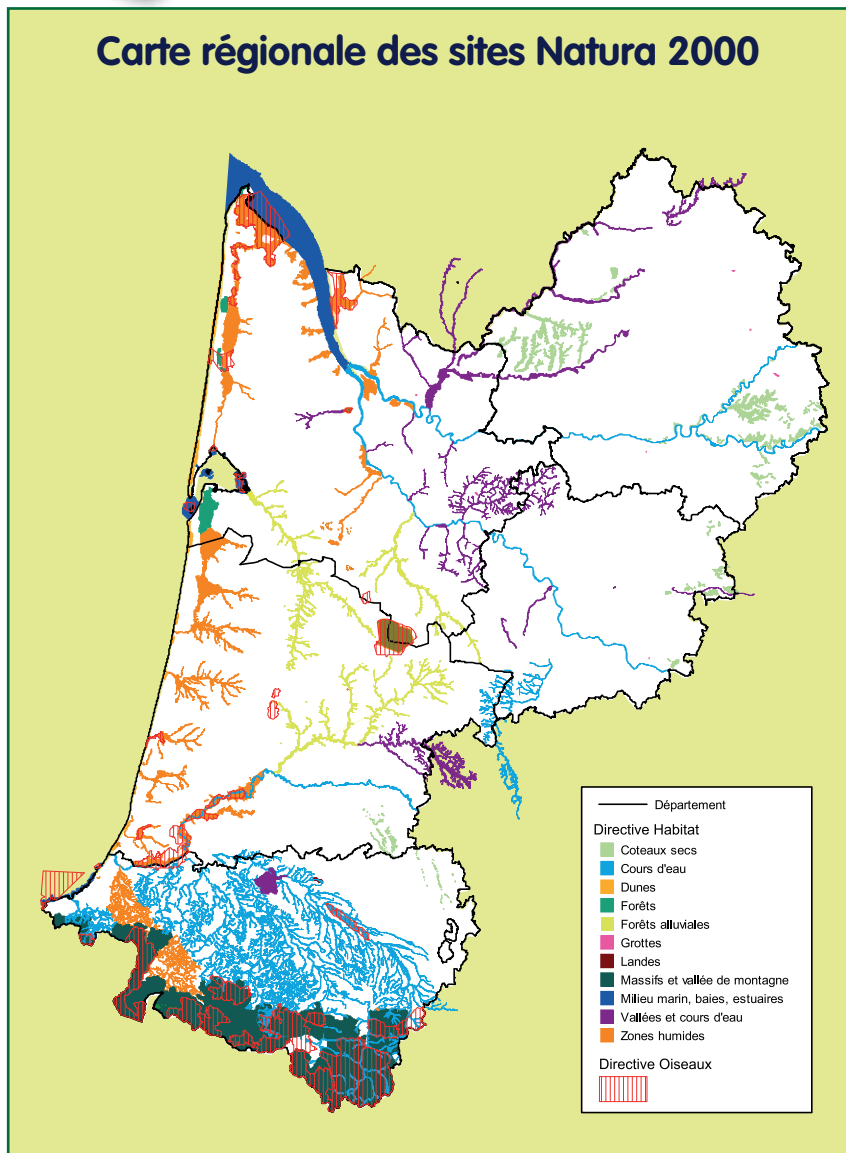 Carte régionale des sites Natura 2000
Département
Directive Habitat
Coteaux secs
Cours d'eau
Dunes
Forêts
Forêts alluviales
Grottes
Landes
Massifs et vallée de montagne
Milieu marin, baies, estuaires
Vallées et cours d'eau
Zones humides
Directive Oiseaux